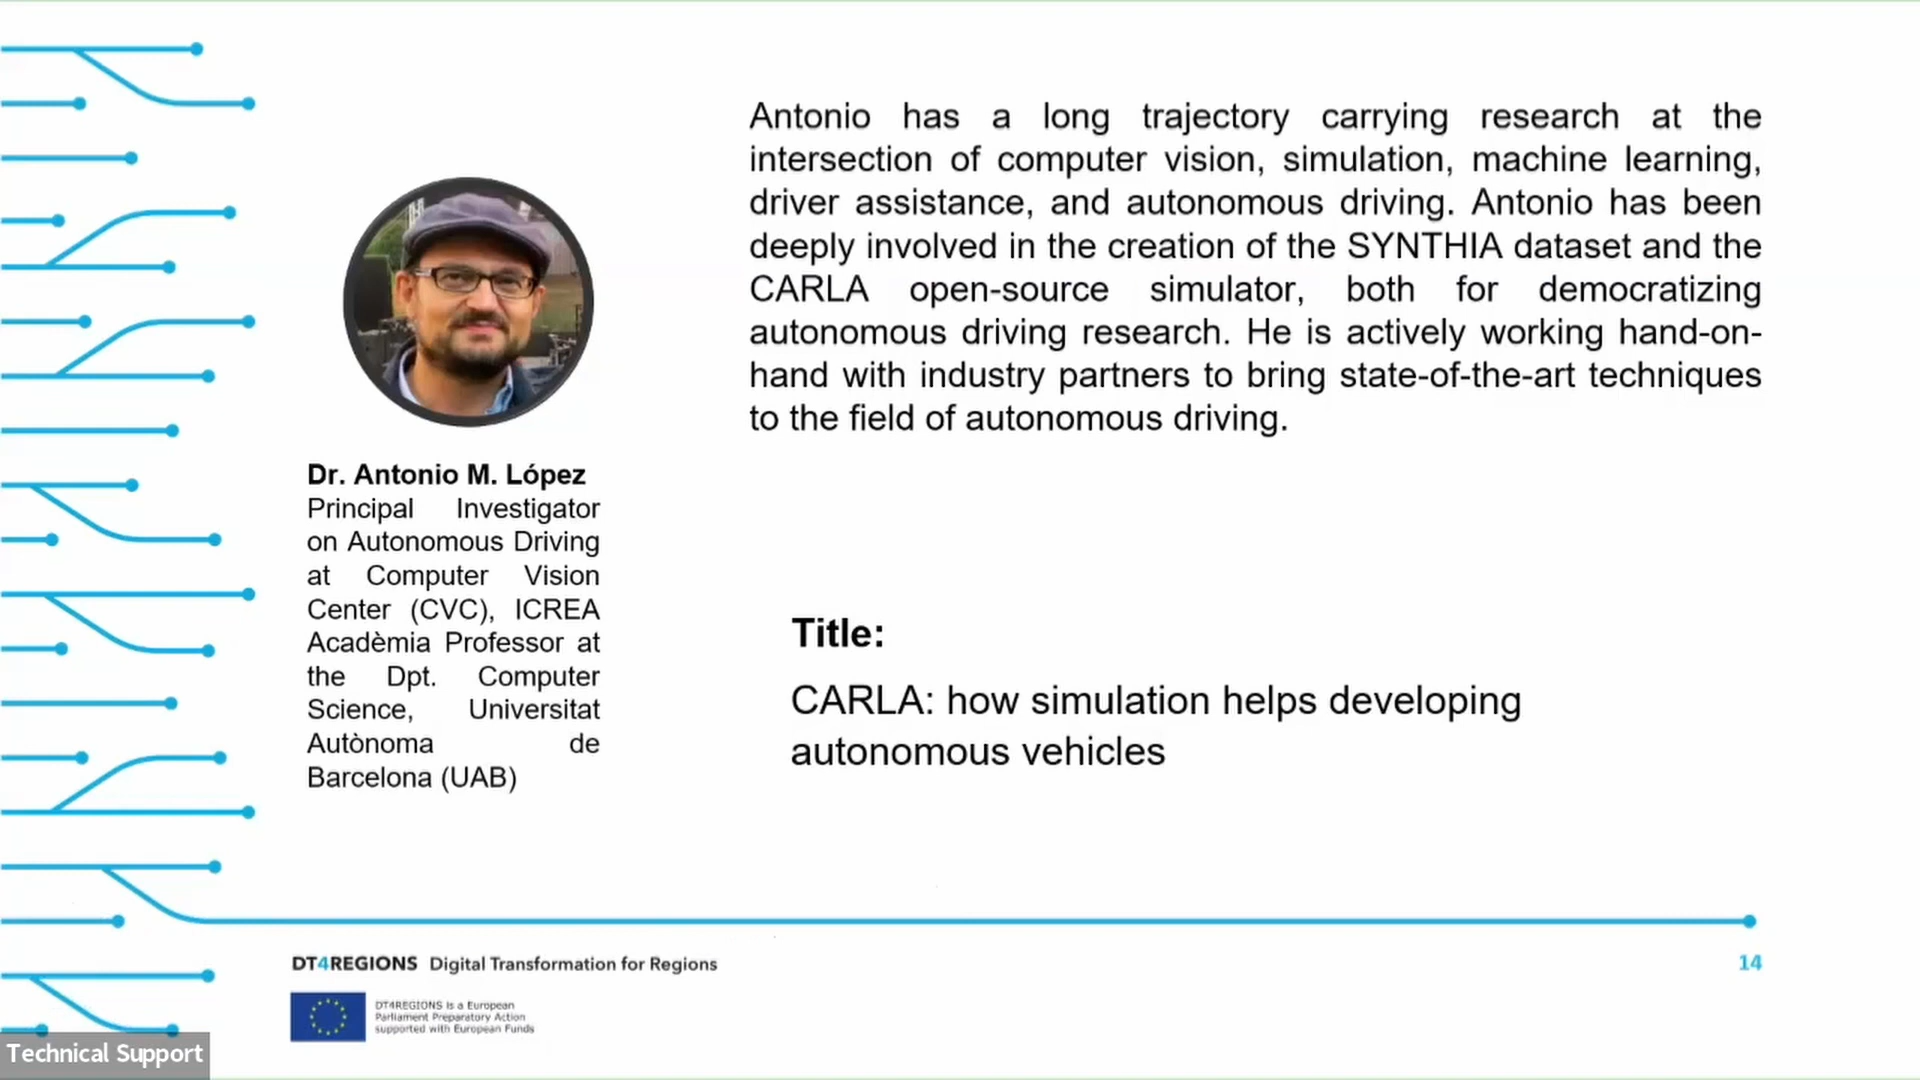 Antonio has a long trajectory carrying research at the
intersection of computer vision, simulation, machine learning,
driver assistance, and autonomous driving. Antonio has been
deeply involved in the creation of the SYNTHIA dataset and the
CARLA open-source simulator, both for democratizing
autonomous driving research. He is actively working hand-on-
hand with industry partners to bring state-of-the-art techniques
to the field of autonomous driving.
Dr. Antonio M. López
Principal Investigator
on Autonomous Driving
at Computer Vision
Center (CVC), ICREA
Acadèmia Professor at
the Dpt. Computer
Science, Universitat
Autònoma de
Barcelona (UAB)
Title:
CARLA: how simulation helps developing
autonomous vehicles
DT4REGIONS Digital Transformation for Regions
14
DT4REGIONS is a European
Parliament Preparatory Action
supported with European Funds
Technical Support